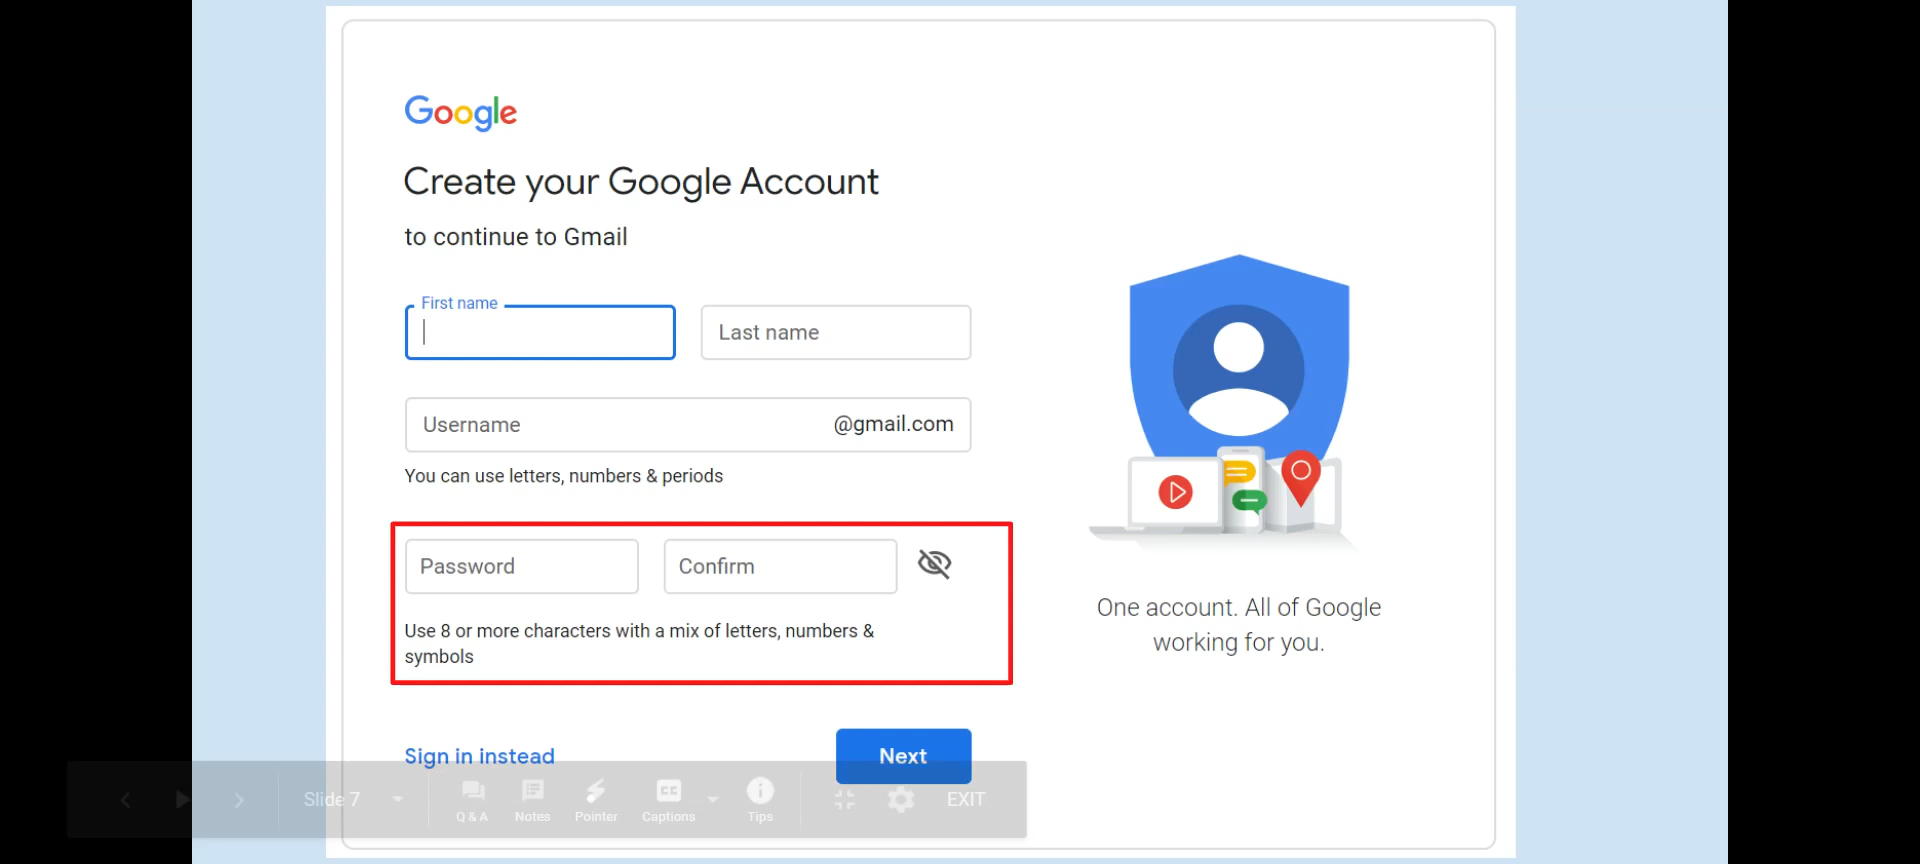 Google
Create your Google Account
to continue to Gmail
First name
Last name
Username @gmail.com
You can use letters, numbers & periods
Password
Confirm
Use 8 or more characters with a mix of letters, numbers &
symbols
One account. All of Google
working for you.
Sign in instead
Next
Slide 7
Q & A
Notes
Pointer
CC
Captions
Tips
EXIT